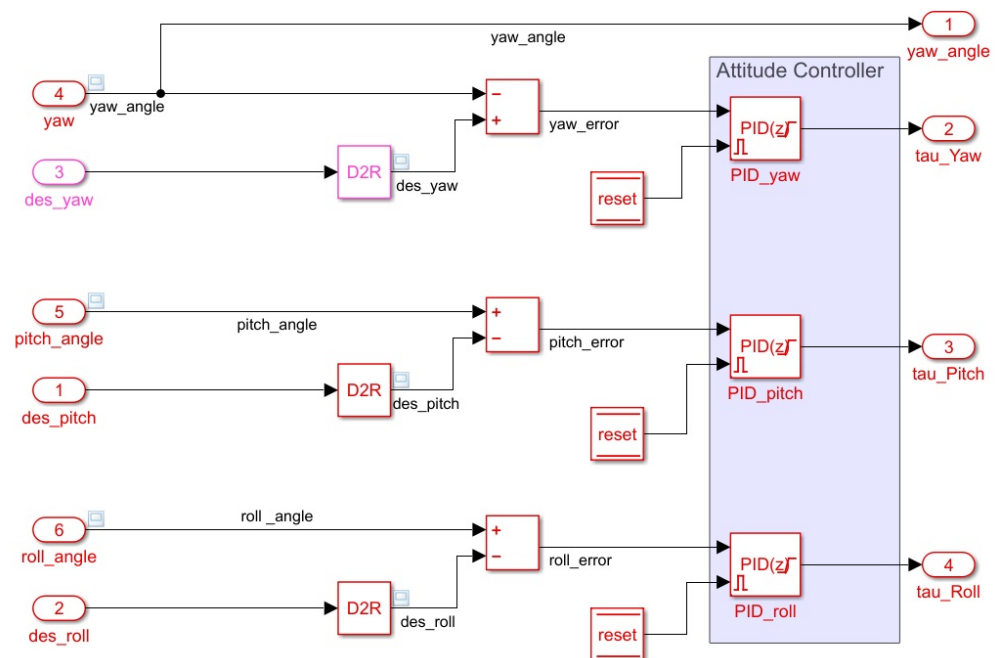 1
yaw_angle
yaw_angle
Attitude Controller
4
yaw
yaw_angle
−
+
yaw_error
PID(z)
PID_yaw
2
tau_Yaw
3
des_yaw
D2R
des_yaw
reset
5
pitch_angle
pitch_angle
+
−
pitch_error
PID(z)
PID_pitch
3
tau_Pitch
1
des_pitch
D2R
des_pitch
reset
6
roll_angle
roll _angle
+
−
roll_error
PID(z)
PID_roll
4
tau_Roll
2
des_roll
D2R
des_roll
reset